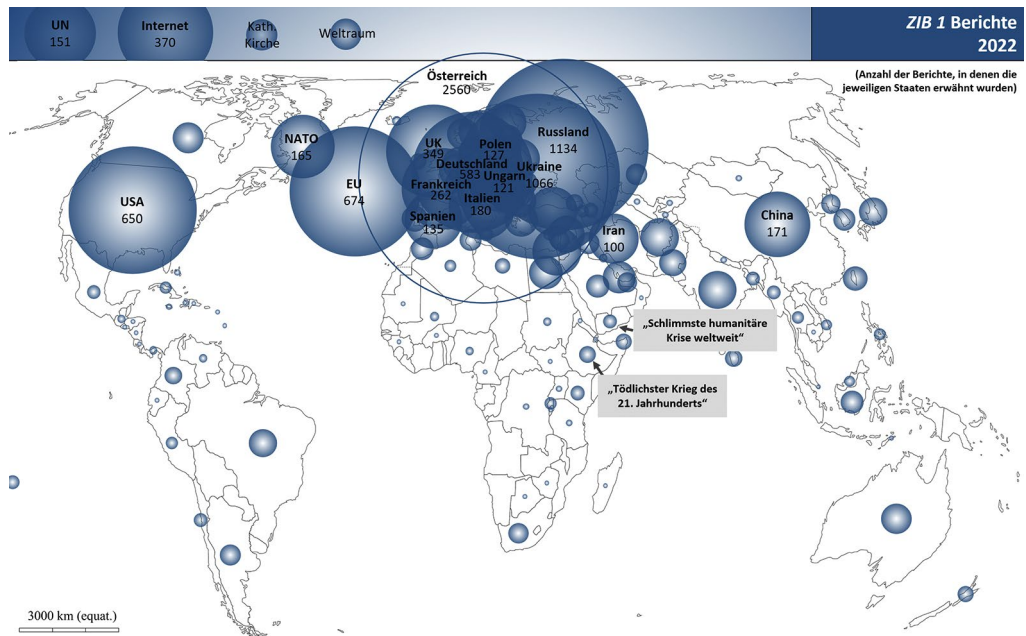 UN
151
Internet
370
Kath.
Kirche
Weltraum
ZIB 1 Berichte
2022
(Anzahl der Berichte, in denen die
jeweiligen Staaten erwähnt wurden)
Österreich
2560
NATO
165
UK
349
Polen
127
Russland
1134
Deutschland
583
Ukraine
1066
Ungarn
121
EU
674
Frankreich
262
Italien
180
USA
650
Spanien
135
Iran
100
China
171
„Schlimmste humanitäre
Krise weltweit“
„Tödlichster Krieg des
21. Jahrhunderts“
3000 km (equat.)